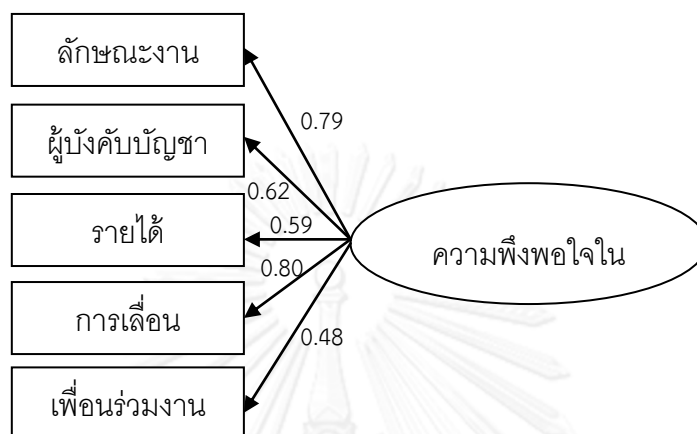 ลักษณะงาน
0.79
ผู้บังคับบัญชา
0.62
รายได้
0.59
ความพึงพอใจใน
0.80
การเลื่อน
0.48
เพื่อนร่วมงาน